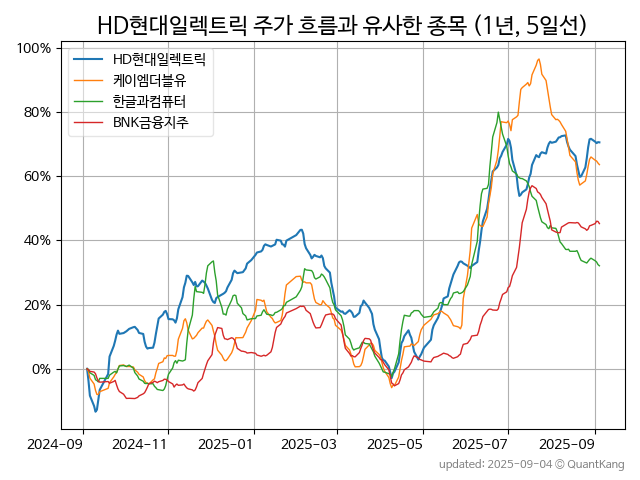 HD현대일렉트릭 주가 흐름과 유사한 종목 (1년, 5일선)
100%
80%
60%
40%
20%
0%
HD현대일렉트릭
케이엠더블유
한글과컴퓨터
BNK금융지주
2024-09
2024-11
2025-01
2025-03
2025-05
2025-07
2025-09
updated: 2025-09-04 © QuantKang